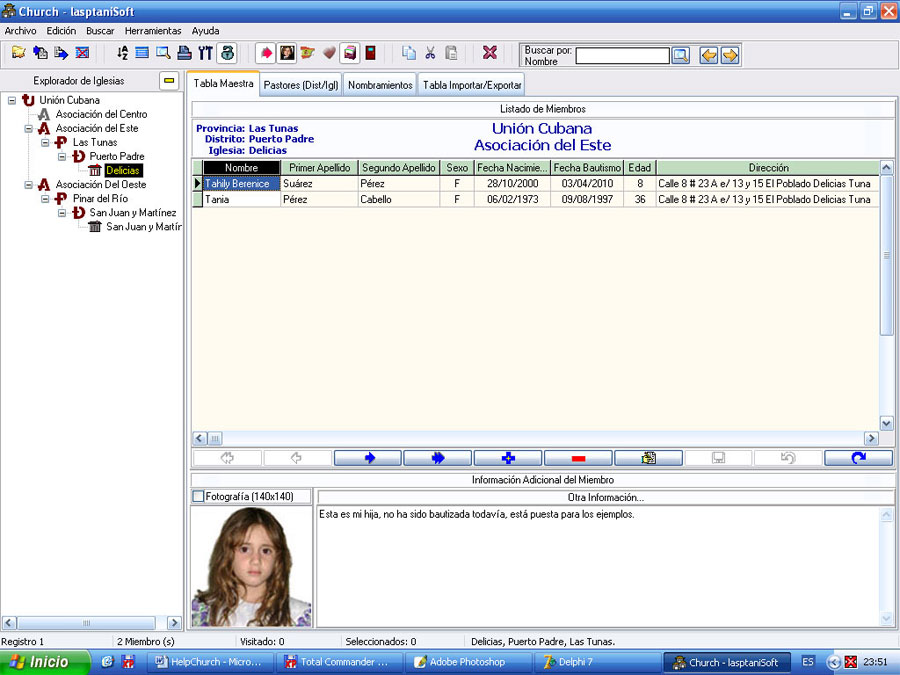 Church - lasptaniSoft
Archivo Edición Buscar Herramientas Ayuda
Buscar por:
Nombre
Explorador de Iglesias
Unión Cubana
Asociación del Centro
Asociación del Este
Las Tunas
Puerto Padre
Delicias
Asociación Del Oeste
Pinar del Río
San Juan y Martínez
San Juan y Martír
Tabla Maestra Pastores (Dist/Igl) Nombramientos Tabla Importar/Exportar
Listado de Miembros
Provincia: Las Tunas
Distrito: Puerto Padre
Iglesia: Delicias
Unión Cubana
Asociación del Este
Nombre Primer Apellido Segundo Apellido Sexo Fecha Nacimie... Fecha Bautismo Edad Dirección
Tahily Berenice Suárez Pérez F 28/10/2000 03/04/2010 8 Calle 8 # 23 A e/ 13 y 15 El Poblado Delicias Tuna
Tania Pérez Cabello F 06/02/1973 09/08/1997 36 Calle 8 # 23 A e/ 13 y 15 El Poblado Delicias Tuna
Información Adicional del Miembro
Fotografía (140x140) Otra Información...
Esta es mi hija, no ha sido bautizada todavía, está puesta para los ejemplos.
Registro 1 2 Miembro (s) Visitado: 0 Seleccionados: 0 Delicias, Puerto Padre, Las Tunas.
Inicio HelpChurch - Micro... Total Commander ... Adobe Photoshop Delphi 7 Church - lasptaniSoft ES 23:51